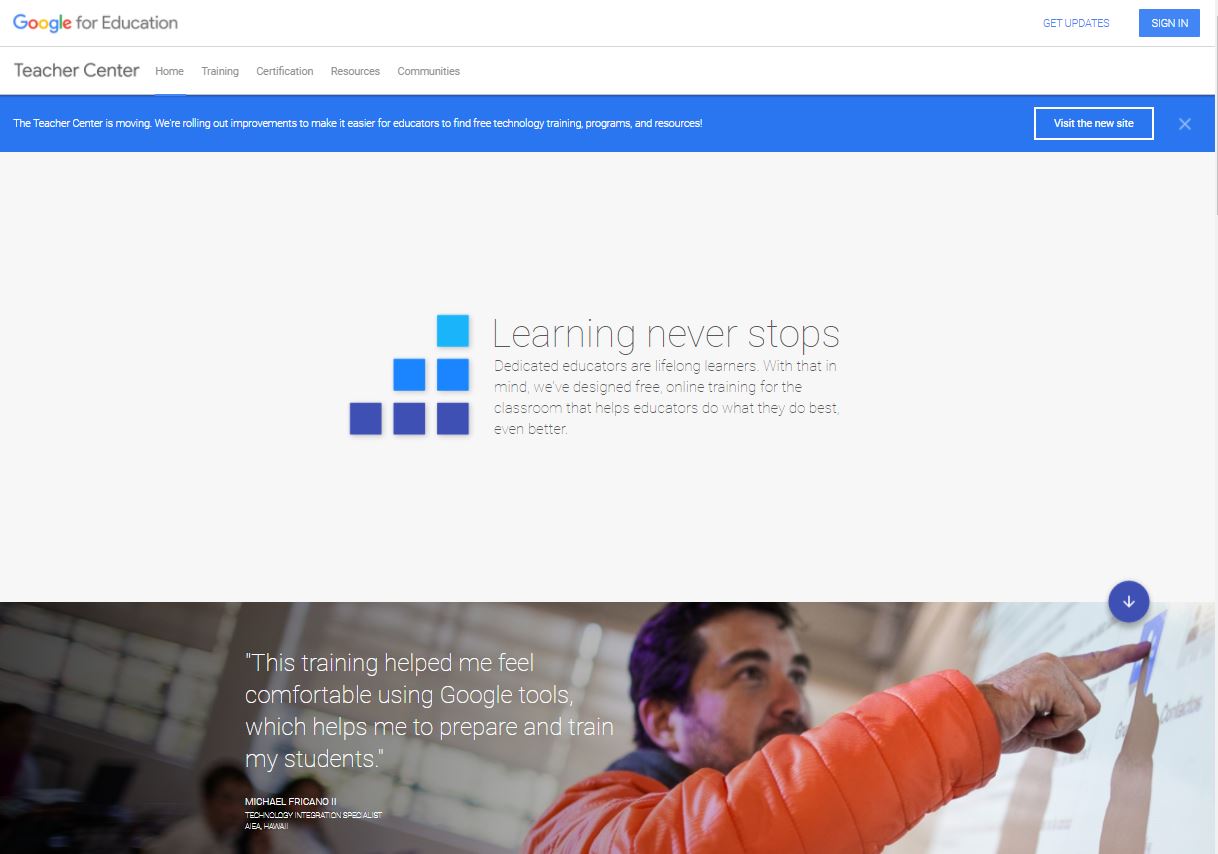 Google for Education
GET UPDATES
SIGN IN
Teacher Center
Home
Training
Certification
Resources
Communities
The Teacher Center is moving. We're rolling out improvements to make it easier for educators to find free technology training, programs, and resources!
Visit the new site
Learning never stops
Dedicated educators are lifelong learners. With that in
mind, we've designed free, online training for the
classroom that helps educators do what they do best,
even better.
"This training helped me feel
comfortable using Google tools,
which helps me to prepare and train
my students."
MICHAEL FRICANO II
TECHNOLOGY INTEGRATION SPECIALIST
AIEA, HAWAII
Contactos